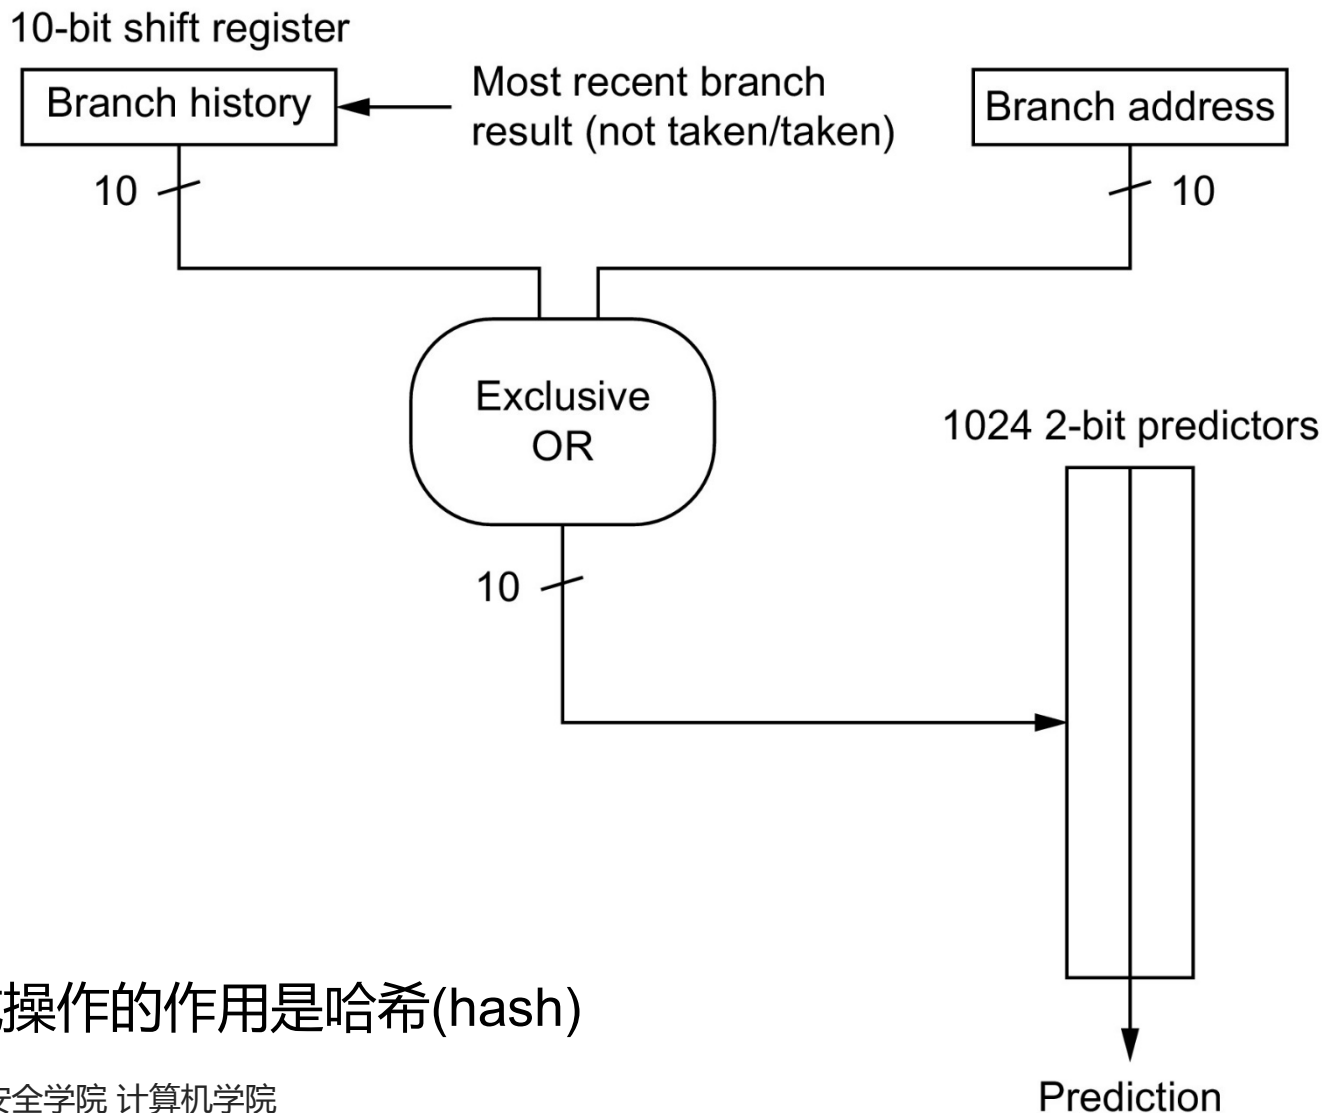 10-bit shift register
Branch history
Most recent branch
result (not taken/taken)
Branch address
10
10
Exclusive
OR
1024 2-bit predictors
10
操作的作用是哈希(hash)
安全学院 计算机学院
Prediction